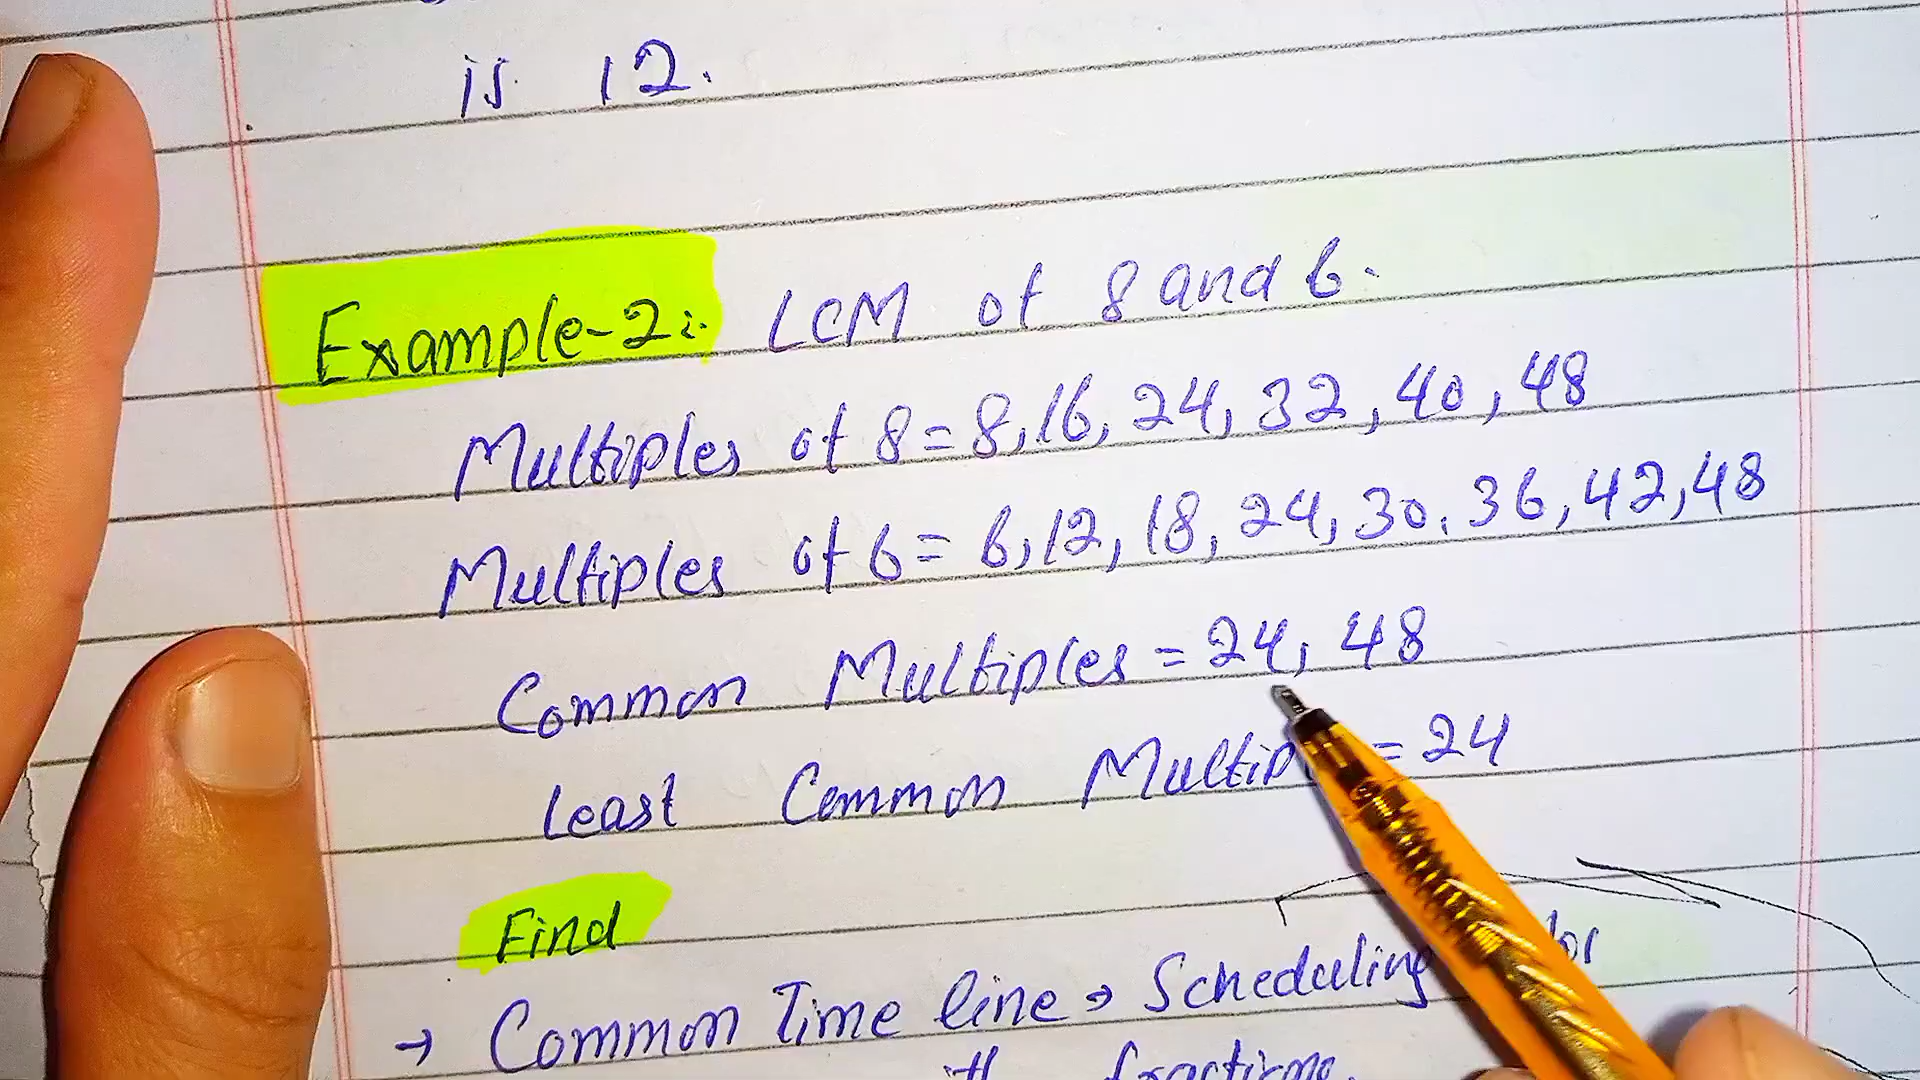 is 12.
Example-2:- LCM of 8 and 6.
Multiples of 8 = 8, 16, 24, 32, 40, 48
Multiples of 6 = 6, 12, 18, 24, 30, 36, 42, 48
Common Multiples = 24, 48
Least Common = 24
Find
→ Common Time line → Scheduling
fractions.